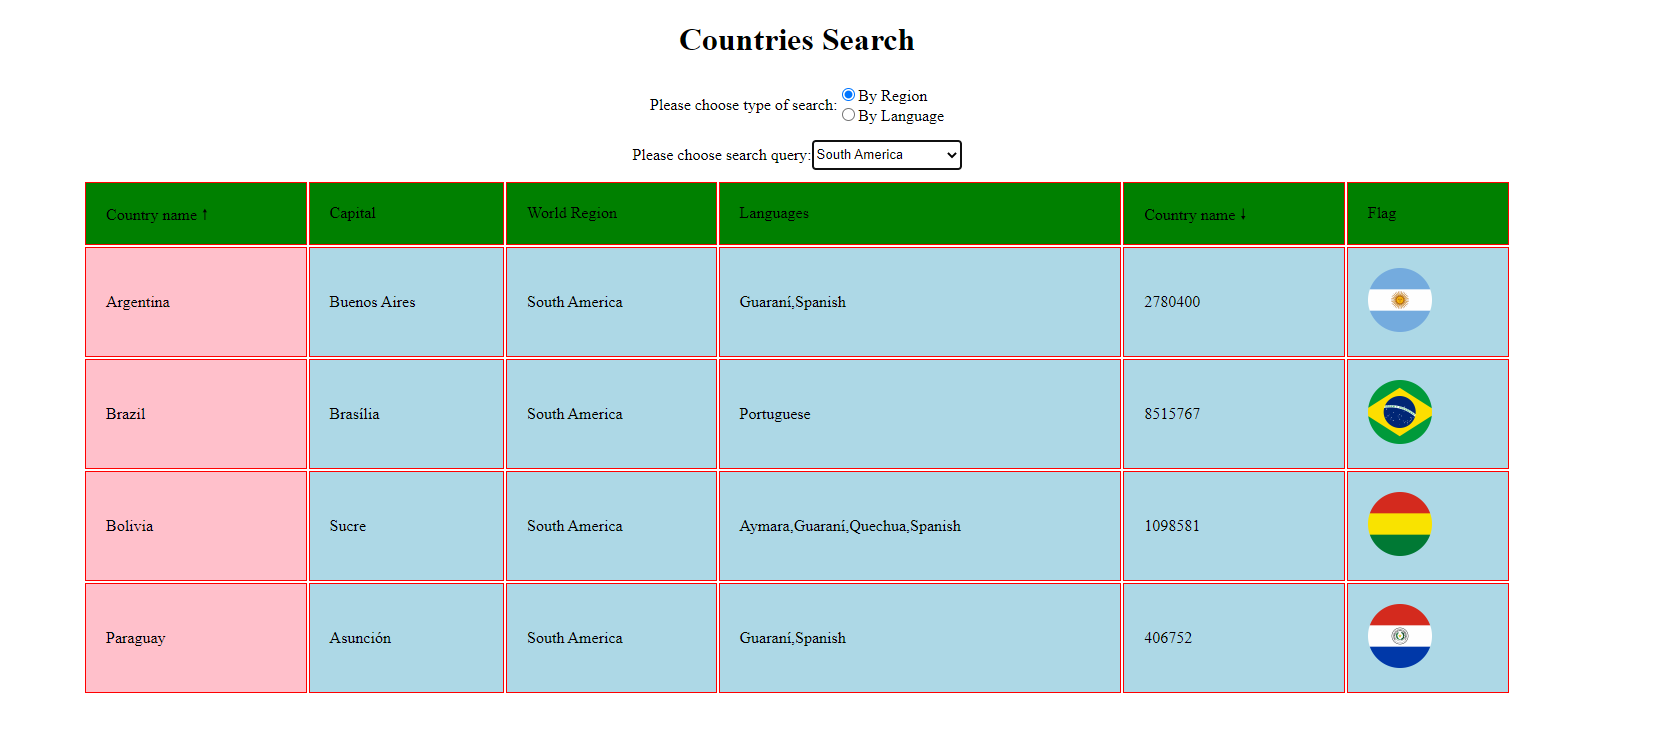 Countries Search
Please choose type of search:
By Region
By Language
Please choose search query: South America
Country name ↑ Capital World Region Languages Country name ↓ Flag
Argentina Buenos Aires South America Guaraní,Spanish 2780400
Brazil Brasília South America Portuguese 8515767
Bolivia Sucre South America Aymara,Guaraní,Quechua,Spanish 1098581
Paraguay Asunción South America Guaraní,Spanish 406752